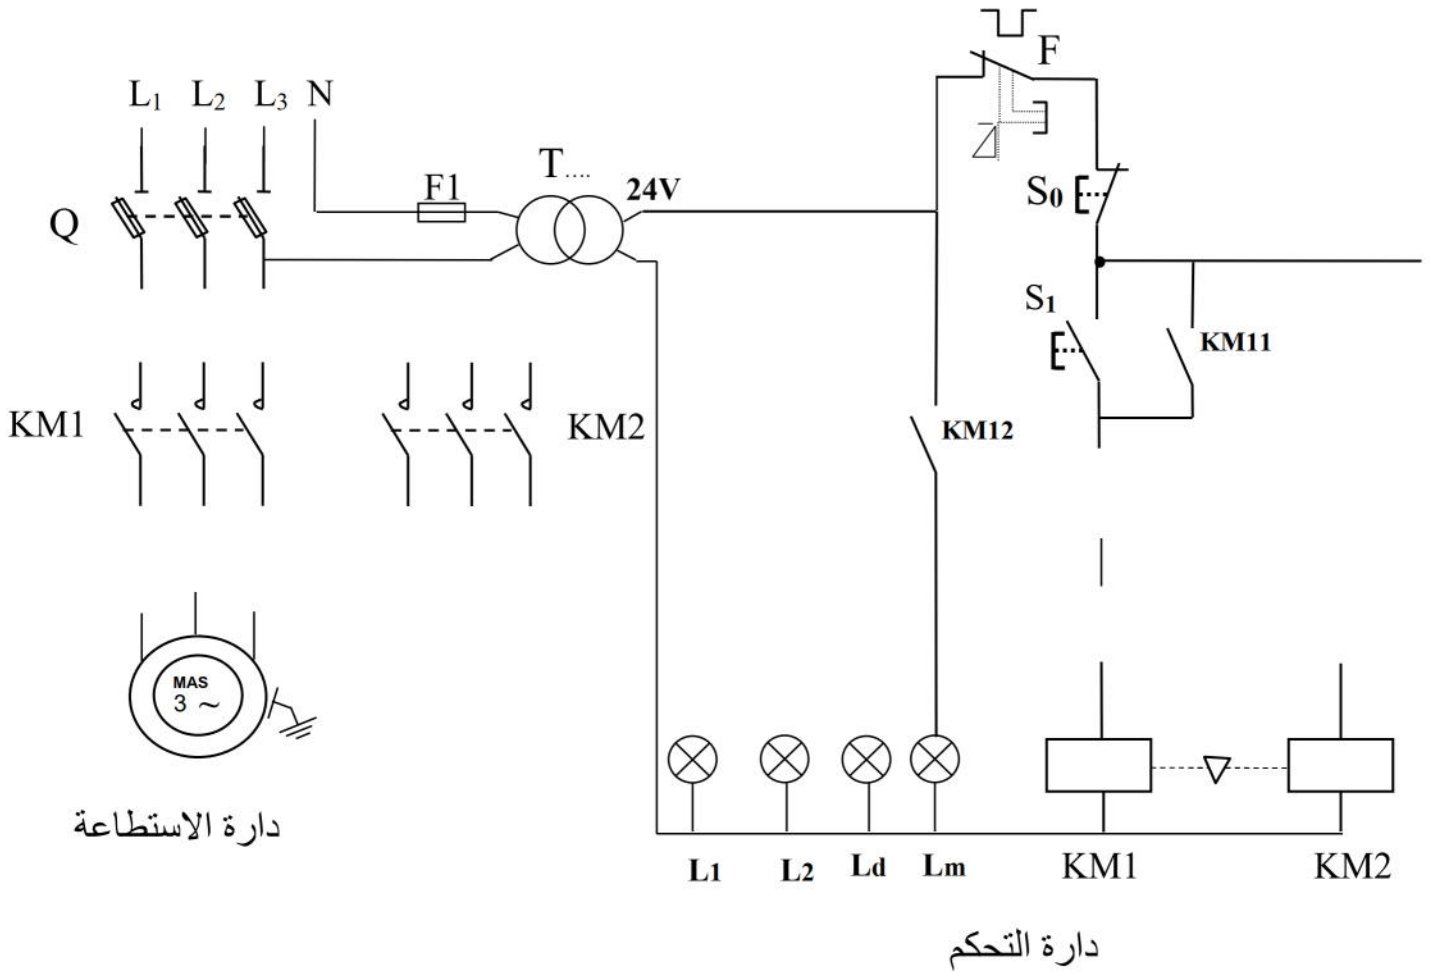 L1 L2 L3 N
F
Q
F1
T....
24V
S0
S1
KM11
KM1
KM2
KM12
MAS
3 ~
دارة الاستطاعة
L1 L2 Ld Lm KM1 KM2
دارة التحكم